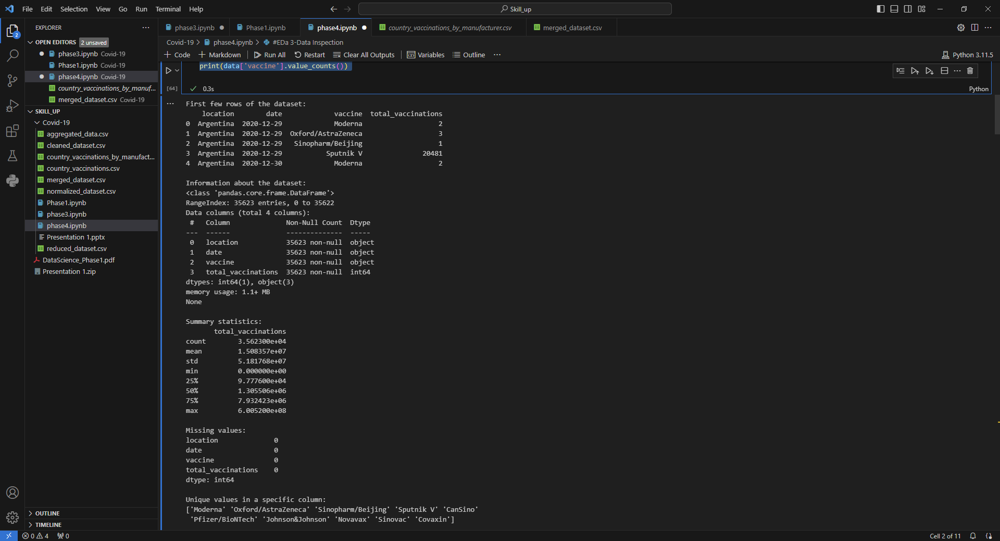 File Edit Selection View Go Run Terminal Help
Skill_up
EXPLORER
OPEN EDITORS 2 unsaved
phase3.ipynb Covid-19
Phase1.ipynb Covid-19
phase4.ipynb Covid-19
country_vaccinations_by_manuf...
merged_dataset.csv Covid-19
SKILL_UP
Covid-19
aggregated_data.csv
cleaned_dataset.csv
country_vaccinations_by_manufact...
country_vaccinations.csv
merged_dataset.csv
normalized_dataset.csv
Phase1.ipynb
phase3.ipynb
phase4.ipynb
Presentation 1.pptx
reduced_dataset.csv
DataScience_Phase1.pdf
Presentation 1.zip
OUTLINE
TIMELINE
2
phase3.ipynb Phase1.ipynb phase4.ipynb country_vaccinations_by_manufacturer.csv merged_dataset.csv
Covid-19 > phase4.ipynb > #EDa 3-Data Inspection
Code Markdown Run All Restart Clear All Outputs Variables Outline Python 3.11.5
print(data['vaccine'].value_counts())
[64] 0.3s Python
First few rows of the dataset:
location date vaccine total_vaccinations
0 Argentina 2020-12-29 Moderna 2
1 Argentina 2020-12-29 Oxford/AstraZeneca 3
2 Argentina 2020-12-29 Sinopharm/Beijing 1
3 Argentina 2020-12-29 Sputnik V 20481
4 Argentina 2020-12-30 Moderna 2
Information about the dataset:
<class 'pandas.core.frame.DataFrame'>
RangeIndex: 35623 entries, 0 to 35622
Data columns (total 4 columns):
# Column Non-Null Count Dtype
--- ------ -------------- -----
0 location 35623 non-null object
1 date 35623 non-null object
2 vaccine 35623 non-null object
3 total_vaccinations 35623 non-null int64
dtypes: int64(1), object(3)
memory usage: 1.1+ MB
None
Summary statistics:
total_vaccinations
count 3.562300e+04
mean 1.508357e+07
std 5.181768e+07
min 0.000000e+00
25% 9.777600e+04
50% 1.305506e+06
75% 7.932423e+06
max 6.005200e+08
Missing values:
location 0
date 0
vaccine 0
total_vaccinations 0
dtype: int64
Unique values in a specific column:
['Moderna' 'Oxford/AstraZeneca' 'Sinopharm/Beijing' 'Sputnik V' 'CanSino'
'Pfizer/BioNTech' 'Johnson&Johnson' 'Novavax' 'Sinovac' 'Covaxin']
0 4 0 Cell 2 of 11